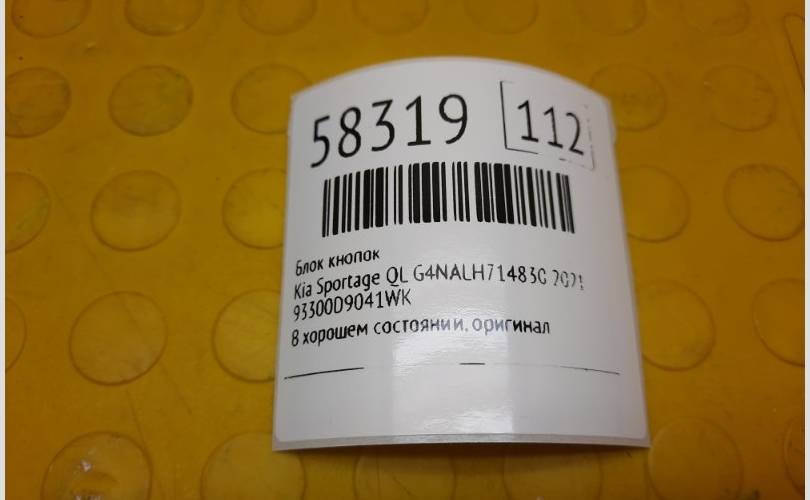 58319 112
Блок кнопок
Kia Sportage QL G4NALH714830 2021
93300D9041WK
В хорошем состоянии, оригинал